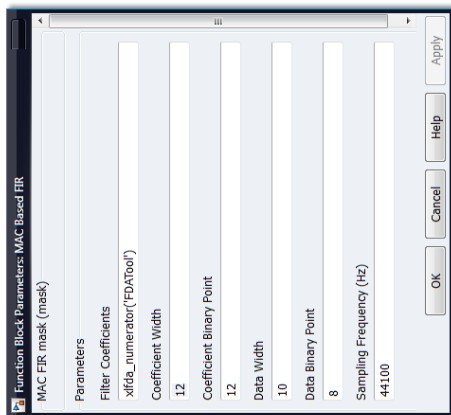 Function Block Parameters: MAC Based FIR
MAC FIR mask (mask)
Parameters
Filter Coefficients
xlfda_numerator('FDATool')
Coefficient Width
12
Coefficient Binary Point
12
Data Width
10
Data Binary Point
8
Sampling Frequency (Hz)
44100
OK
Cancel
Help
Apply